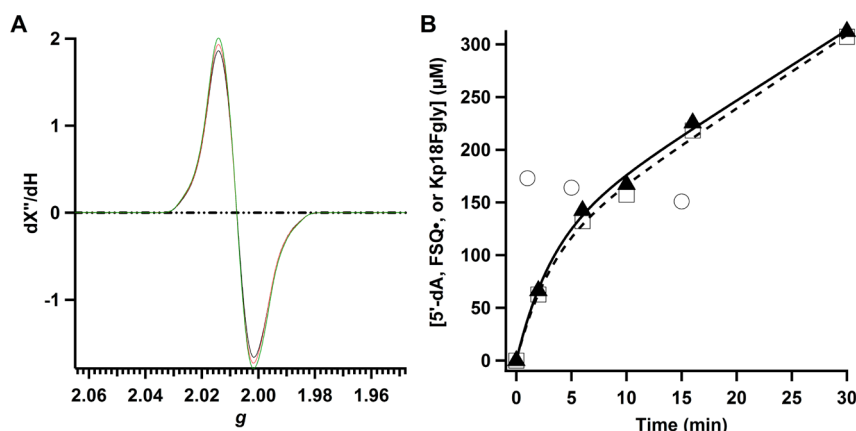 A
dX"/dH
2
1
0
-1
2.06 2.04 2.02 2.00 1.98 1.96
g
B
[5'-dA, FSQ•, or Kp18Fgly] (µM)
300
250
200
150
100
50
0
0 5 10 15 20 25 30
Time (min)